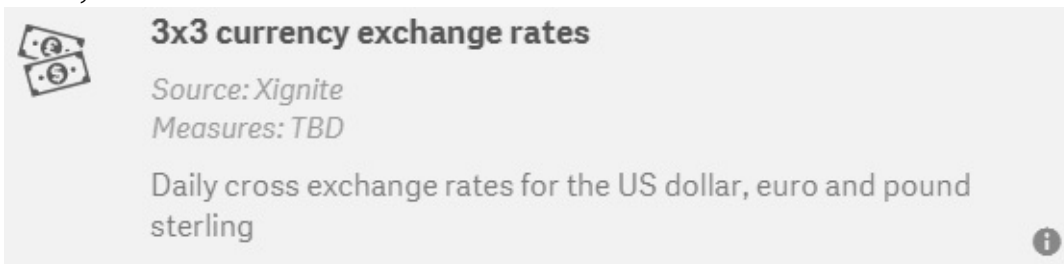 3x3 currency exchange rates
Source: Xignite
Measures: TBD
Daily cross exchange rates for the US dollar, euro and pound
sterling